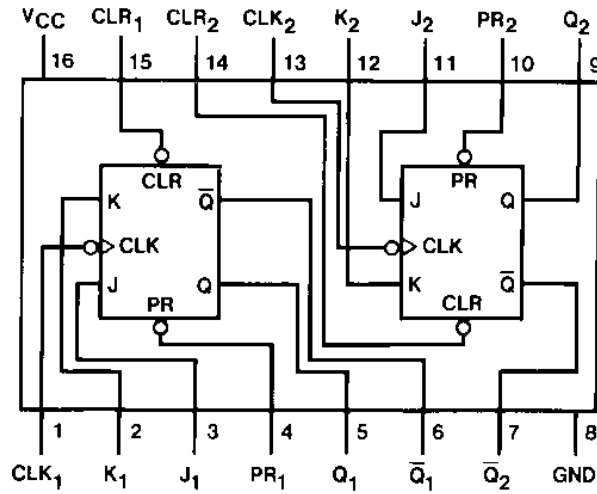 VCC CLR1 CLR2 CLK2 K2 J2 PR2 Q2
16 15 14 13 12 11 10 9
CLR PR
K Q̅ J Q
CLK CLK
J Q K Q̅
PR CLR
1 2 3 4 5 6 7 8
CLK1 K1 J1 PR1 Q1 Q̅1 Q̅2 GND